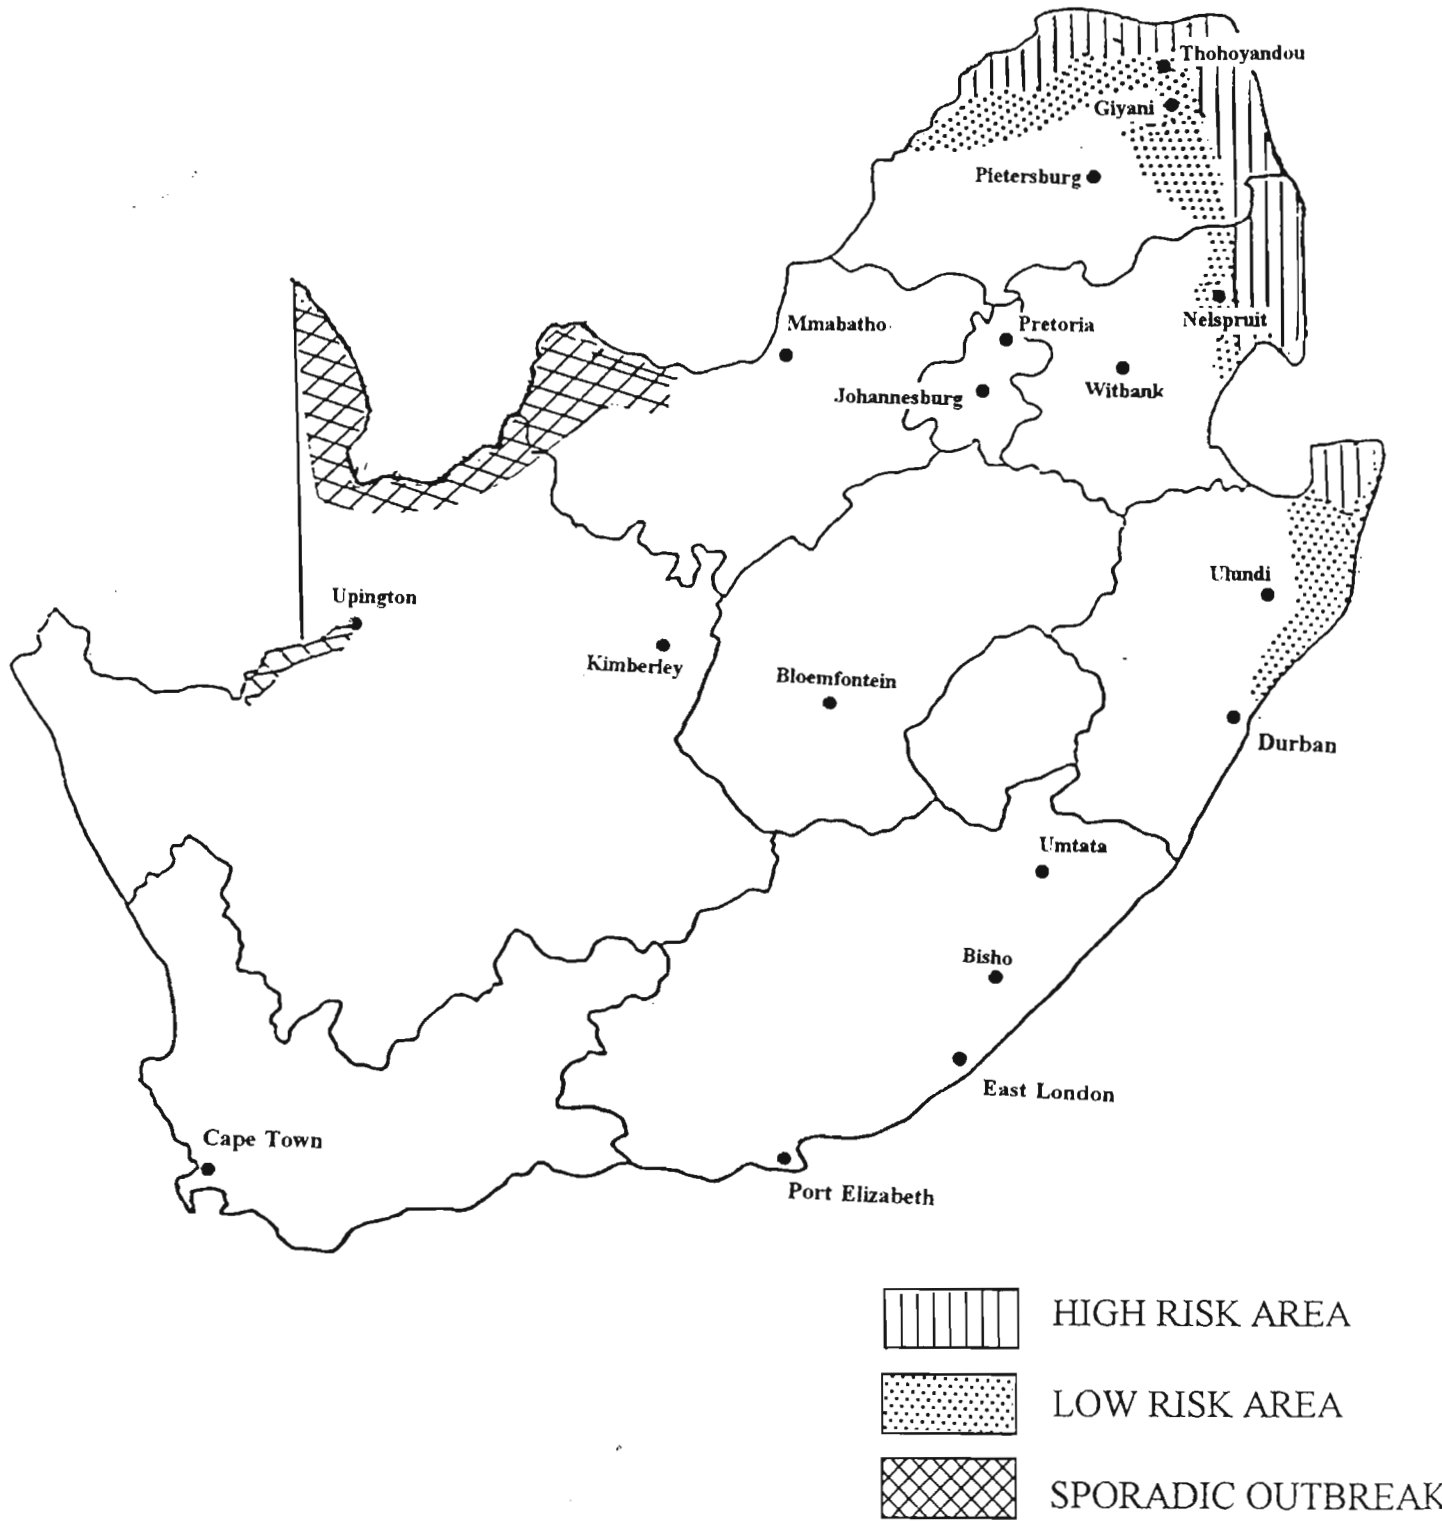 Thohoyandou
Giyani
Pietersburg
Mmabatho
Pretoria
Nelspruit
Johannesburg
Witbank
Ulundi
Upington
Kimberley
Bloemfontein
Durban
Umtata
Bisho
East London
Cape Town
Port Elizabeth
HIGH RISK AREA
LOW RISK AREA
SPORADIC OUTBREAK